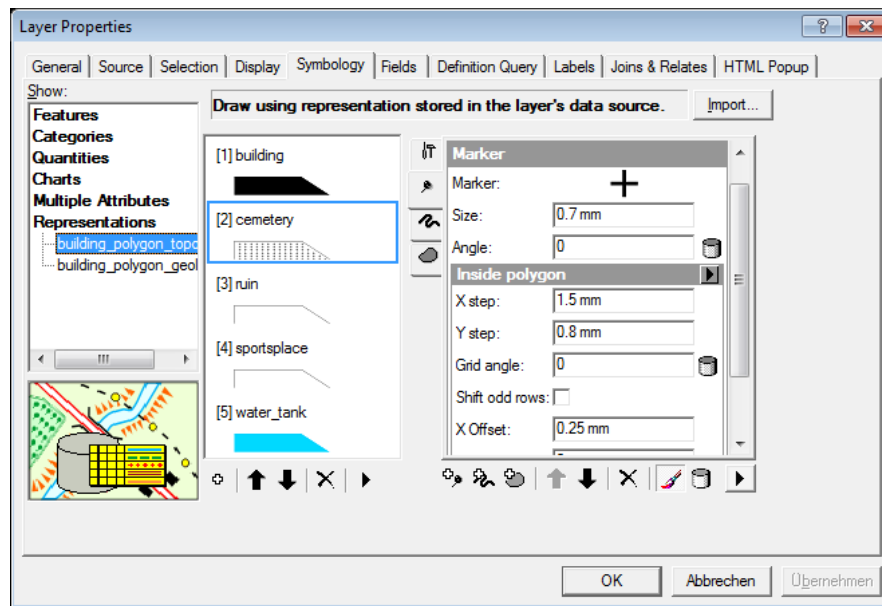 Layer Properties
General Source Selection Display Symbology Fields Definition Query Labels Joins & Relates HTML Popup
Show:
Features
Categories
Quantities
Charts
Multiple Attributes
Representations
building_polygon_topo
building_polygon_geol
Draw using representation stored in the layer's data source.
Import...
[1] building
[2] cemetery
[3] ruin
[4] sportsplace
[5] water_tank
Marker
Marker:
Size: 0.7 mm
Angle: 0
Inside polygon
X step: 1.5 mm
Y step: 0.8 mm
Grid angle: 0
Shift odd rows:
X Offset: 0.25 mm
OK Abbrechen Übernehmen